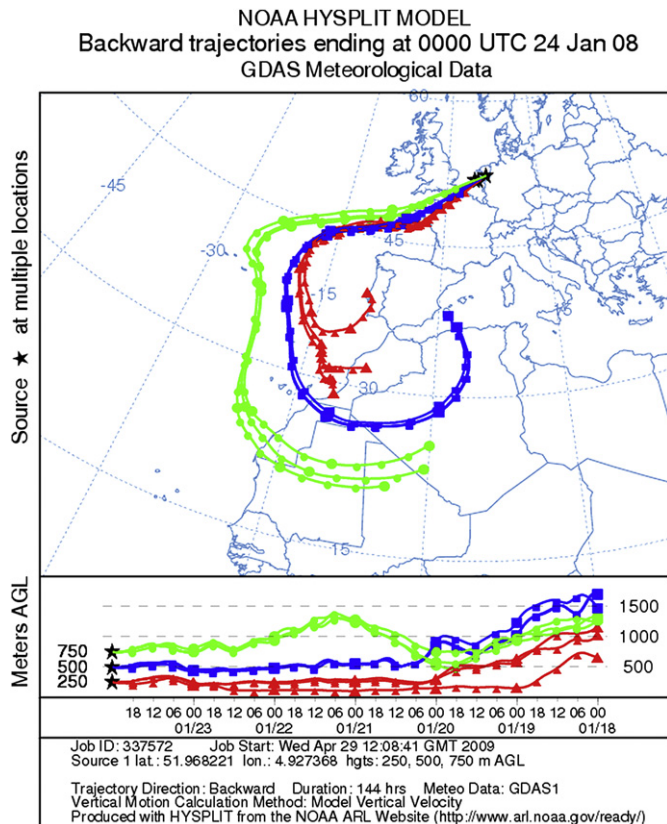 NOAA HYSPLIT MODEL
Backward trajectories ending at 0000 UTC 24 Jan 08
GDAS Meteorological Data
Source ★ at multiple locations
60
-45
-30
45
-15
15
30
15
Meters AGL
1500
1000
500
750
500
250
18 12 06 00 18 12 06 00 18 12 06 00 18 12 06 00 18 12 06 00 18 12 06 00
01/23 01/22 01/21 01/20 01/19 01/18
Job ID: 337572 Job Start: Wed Apr 29 12:08:41 GMT 2009
Source 1 lat.: 51.968221 lon.: 4.927368 hgts: 250, 500, 750 m AGL
Trajectory Direction: Backward Duration: 144 hrs Meteo Data: GDAS1
Vertical Motion Calculation Method: Model Vertical Velocity
Produced with HYSPLIT from the NOAA ARL Website (http://www.arl.noaa.gov/ready/)